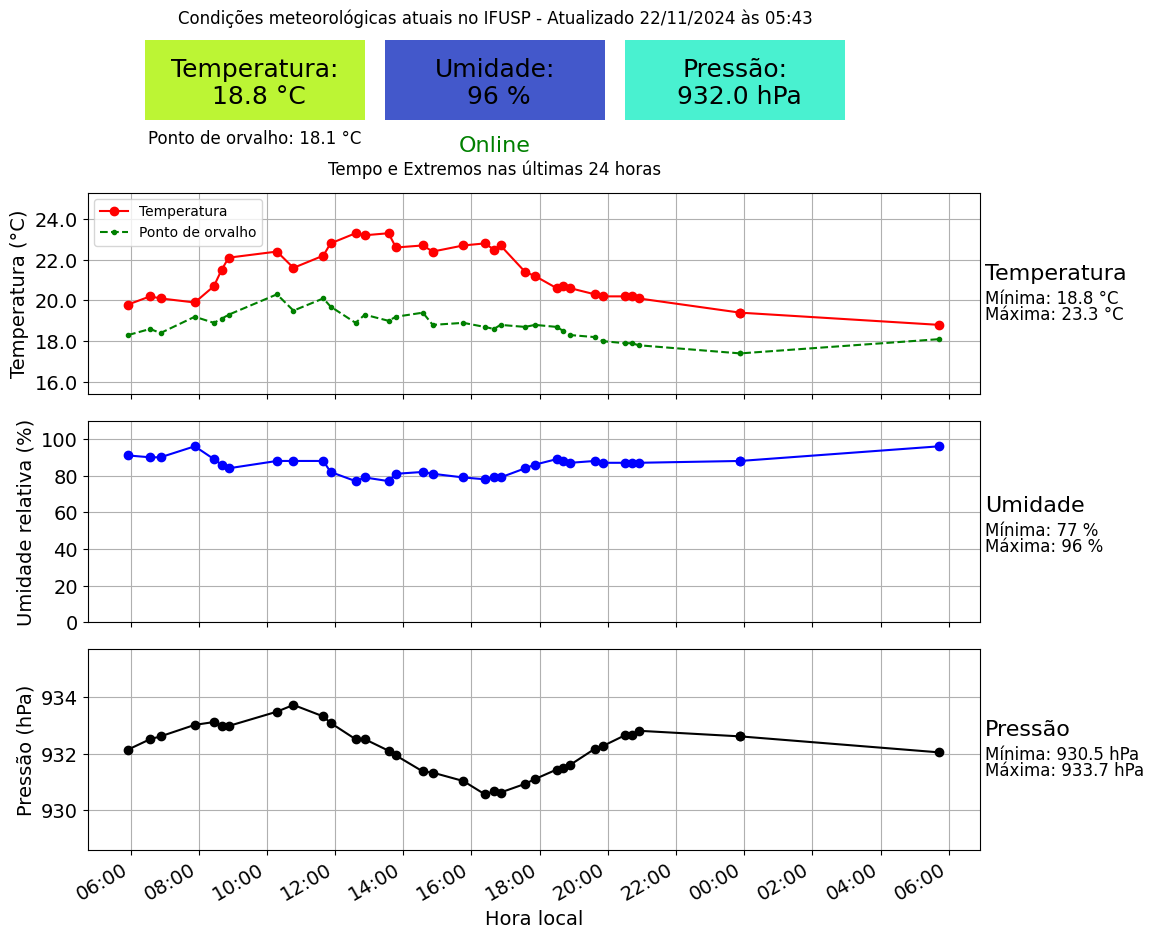 Condições meteorológicas atuais no IFUSP - Atualizado 22/11/2024 às 05:43
Temperatura:
18.8 °C
Umidade:
96 %
Pressão:
932.0 hPa
Ponto de orvalho: 18.1 °C
Online
Tempo e Extremos nas últimas 24 horas
Temperatura (°C)
24.0
22.0
20.0
18.0
16.0
Temperatura
Ponto de orvalho
Temperatura
Mínima: 18.8 °C
Máxima: 23.3 °C
Umidade relativa (%)
100
80
60
40
20
0
Umidade
Mínima: 77 %
Máxima: 96 %
Pressão (hPa)
934
932
930
Pressão
Mínima: 930.5 hPa
Máxima: 933.7 hPa
06:00 08:00 10:00 12:00 14:00 16:00 18:00 20:00 22:00 00:00 02:00 04:00 06:00
Hora local